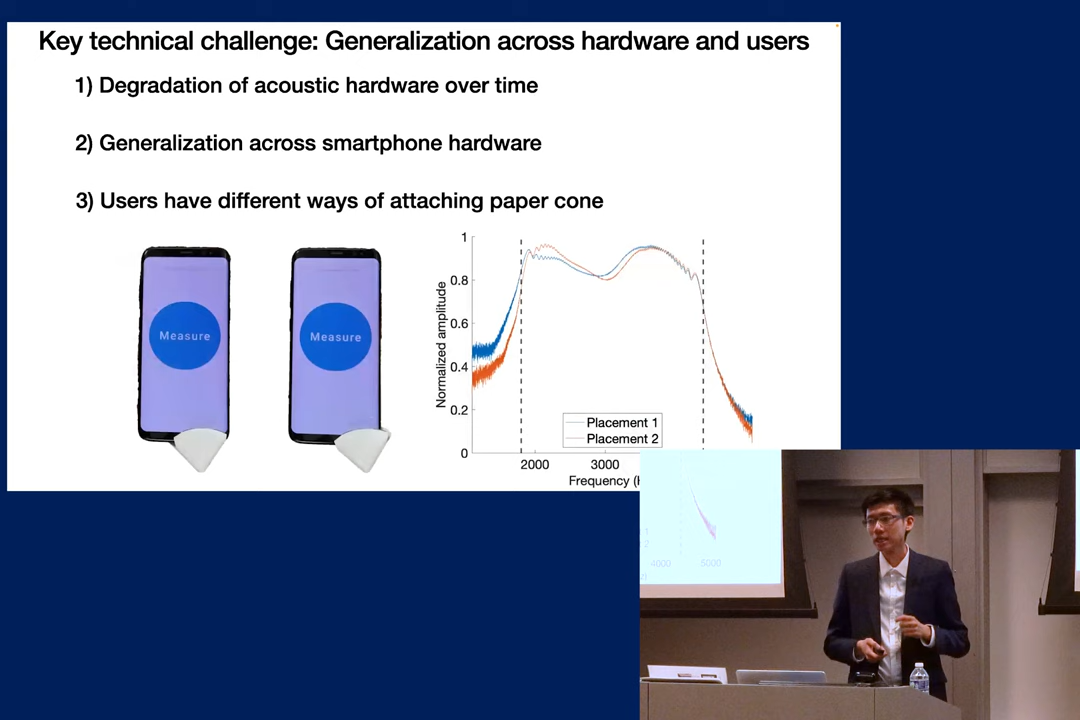 Key technical challenge: Generalization across hardware and users
1) Degradation of acoustic hardware over time
2) Generalization across smartphone hardware
3) Users have different ways of attaching paper cone
Measure
Measure
1
0.8
0.6
0.4
0.2
0
Normalized amplitude
Placement 1
Placement 2
2000
3000
Frequency (H
1
2
4000
5000